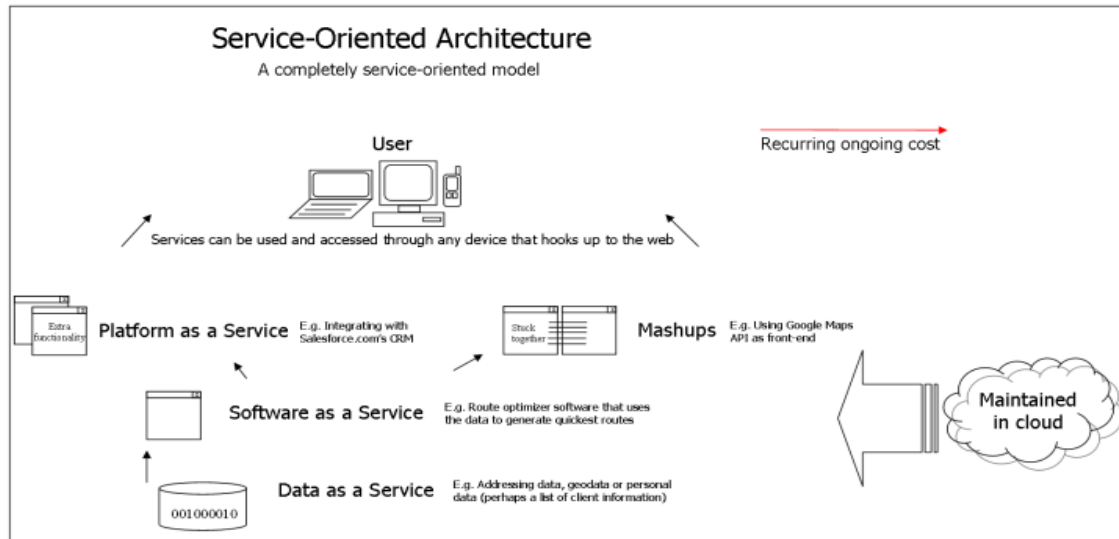 Service-Oriented Architecture
A completely service-oriented model
User
Recurring ongoing cost
Services can be used and accessed through any device that hooks up to the web
Extra
functionality
Platform as a Service
E.g. Integrating with
Salesforce.com's CRM
Stuck
together
Mashups
E.g. Using Google Maps
API as front-end
Software as a Service
E.g. Route optimizer software that uses
the data to generate quickest routes
Maintained
in cloud
Data as a Service
E.g. Addressing data, geodata or personal
data (perhaps a list of client information)
001000010